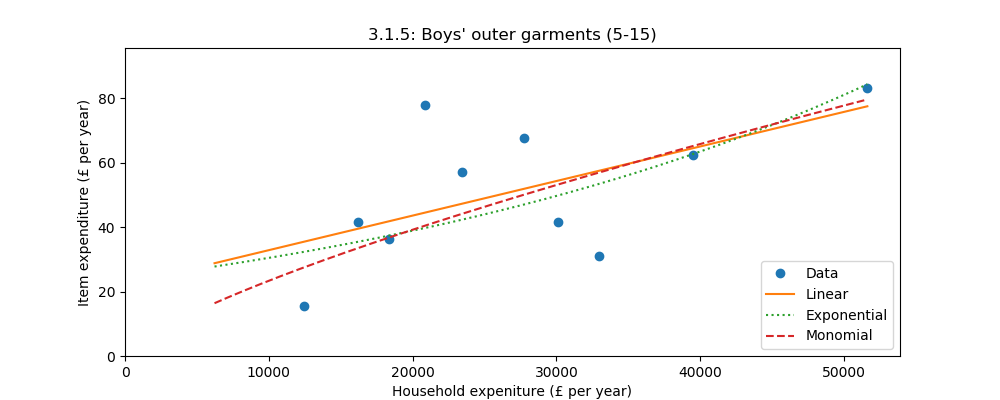 3.1.5: Boys' outer garments (5-15)
Item expenditure (£ per year)
80
60
40
20
0
0 10000 20000 30000 40000 50000
Household expeniture (£ per year)
Data
Linear
Exponential
Monomial